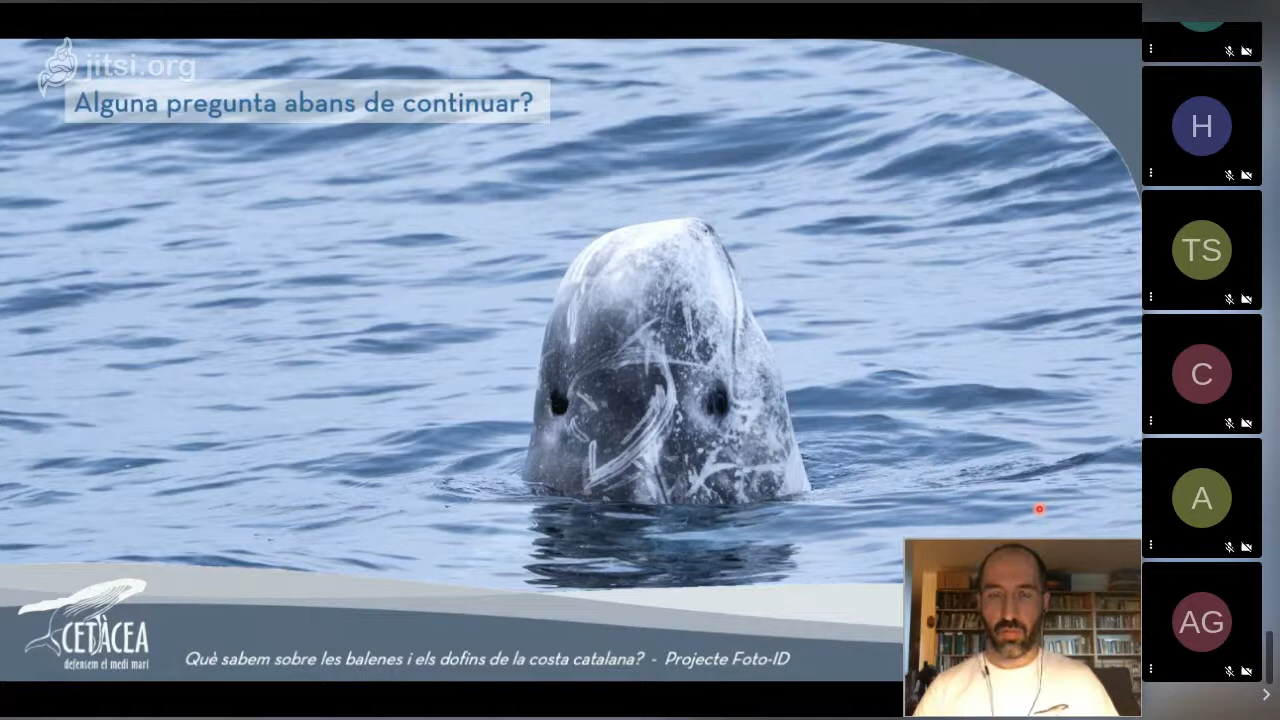 jitsi.org
Alguna pregunta abans de continuar?
H
TS
C
A
AG
CETÀCEA
defensem el medi marí
Què sabem sobre les balenes i els dofins de la costa catalana? - Projecte Foto-ID